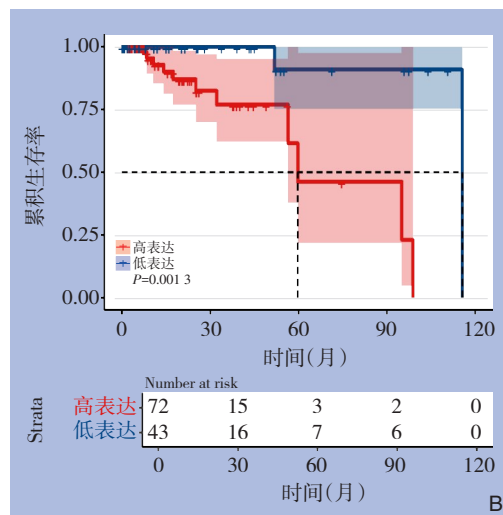 1.00
0.75
0.50
0.25
0.00
累积生存率
高表达
低表达
P=0.001 3
0 30 60 90 120
时间(月)
Number at risk
Strata
高表达 72 15 3 2 0
低表达 43 16 7 6 0
0 30 60 90 120
时间(月)
B